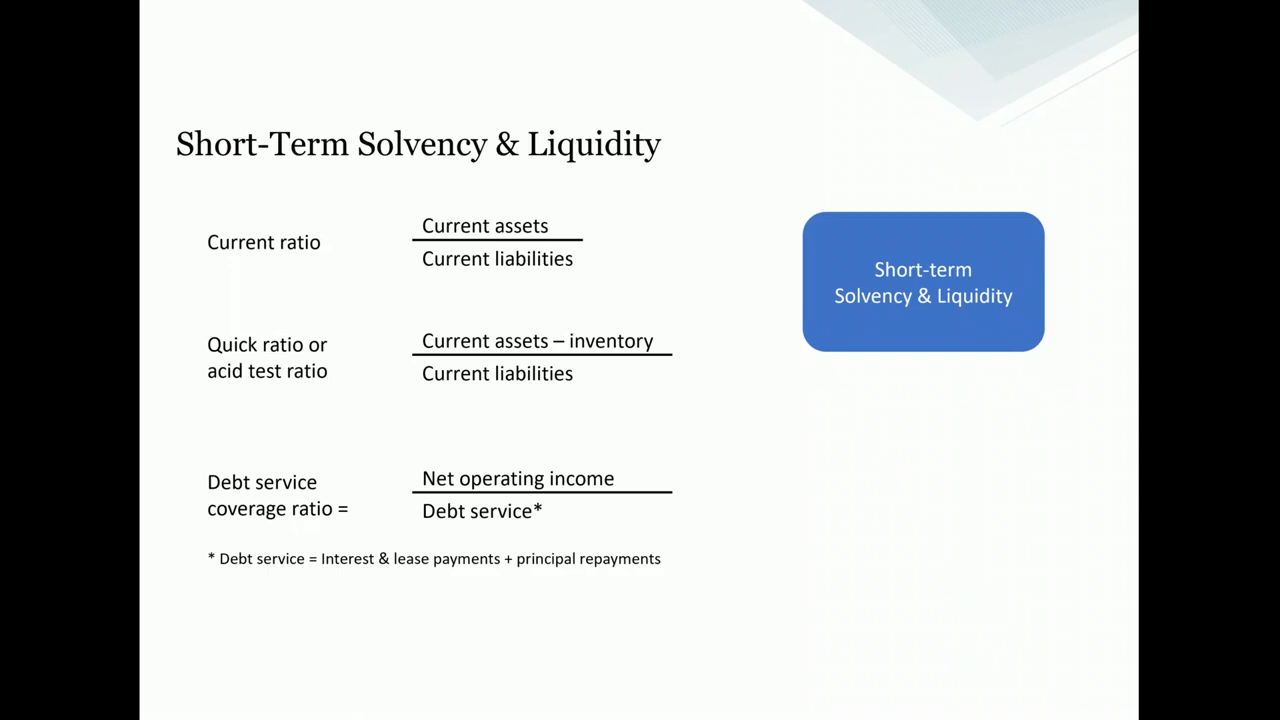 Short-Term Solvency & Liquidity
Current ratio
Current assets
Current liabilities
Short-term
Solvency & Liquidity
Quick ratio or
acid test ratio
Current assets – inventory
Current liabilities
Debt service
coverage ratio =
Net operating income
Debt service*
* Debt service = Interest & lease payments + principal repayments